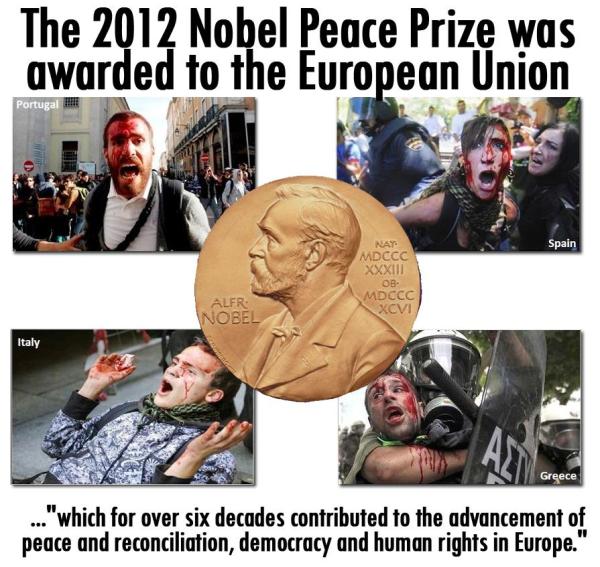 The 2012 Nobel Peace Prize was
awarded to the European Union
Portugal
Spain
NAT·
MDCCC
XXXIII
OB·
MDCCC
XCVI
ALFR·
NOBEL
Italy
ΑΣΤ
Greece
..."which for over six decades contributed to the advancement of
peace and reconciliation, democracy and human rights in Europe."